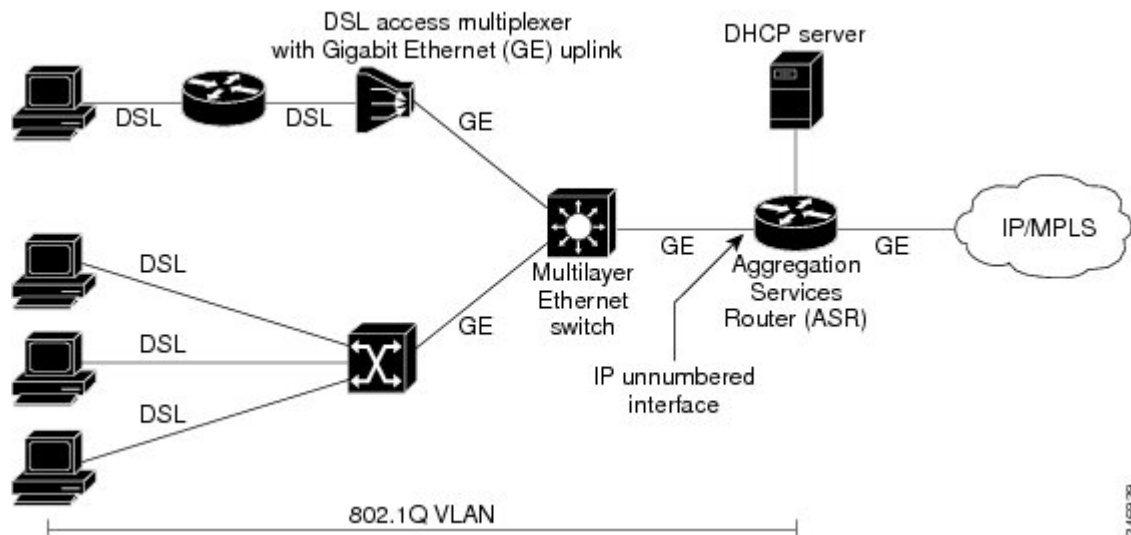 DSL access multiplexer
with Gigabit Ethernet (GE) uplink
DHCP server
DSL
DSL
GE
DSL
DSL
DSL
GE
Multilayer
Ethernet
switch
GE
Aggregation
Services
Router (ASR)
GE
IP/MPLS
IP unnumbered
interface
802.1Q VLAN